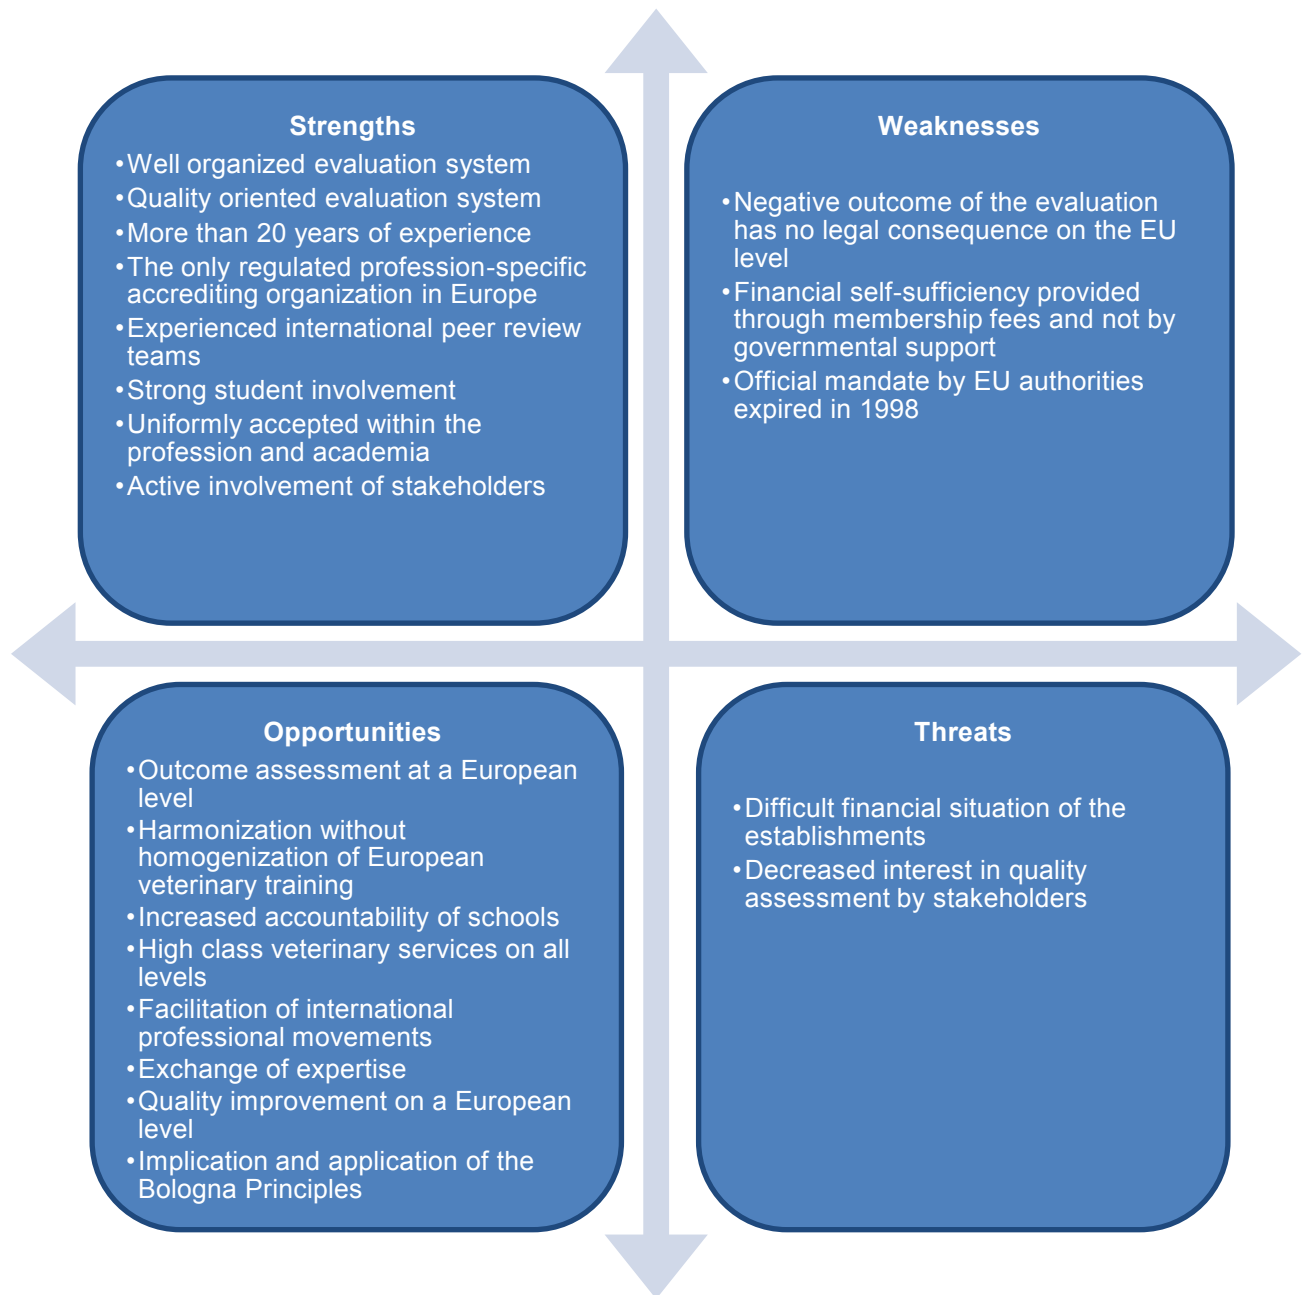 Strengths
•Well organized evaluation system
•Quality oriented evaluation system
•More than 20 years of experience
•The only regulated profession-specific
accrediting organization in Europe
•Experienced international peer review
teams
•Strong student involvement
•Uniformly accepted within the
profession and academia
•Active involvement of stakeholders
Weaknesses
•Negative outcome of the evaluation
has no legal consequence on the EU
level
•Financial self-sufficiency provided
through membership fees and not by
governmental support
•Official mandate by EU authorities
expired in 1998
Opportunities
•Outcome assessment at a European
level
•Harmonization without
homogenization of European
veterinary training
•Increased accountability of schools
•High class veterinary services on all
levels
•Facilitation of international
professional movements
•Exchange of expertise
•Quality improvement on a European
level
•Implication and application of the
Bologna Principles
Threats
•Difficult financial situation of the
establishments
•Decreased interest in quality
assessment by stakeholders